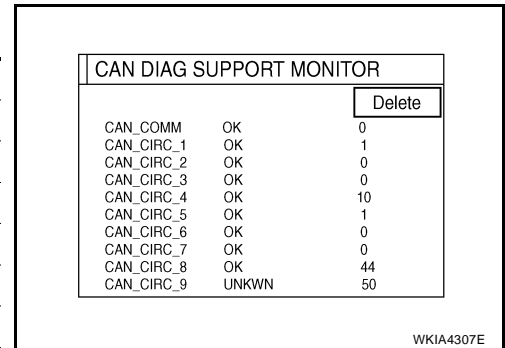 CAN DIAG SUPPORT MONITOR
Delete
CAN_COMM OK 0
CAN_CIRC_1 OK 1
CAN_CIRC_2 OK 0
CAN_CIRC_3 OK 0
CAN_CIRC_4 OK 10
CAN_CIRC_5 OK 1
CAN_CIRC_6 OK 0
CAN_CIRC_7 OK 0
CAN_CIRC_8 OK 44
CAN_CIRC_9 UNKWN 50
WKIA4307E